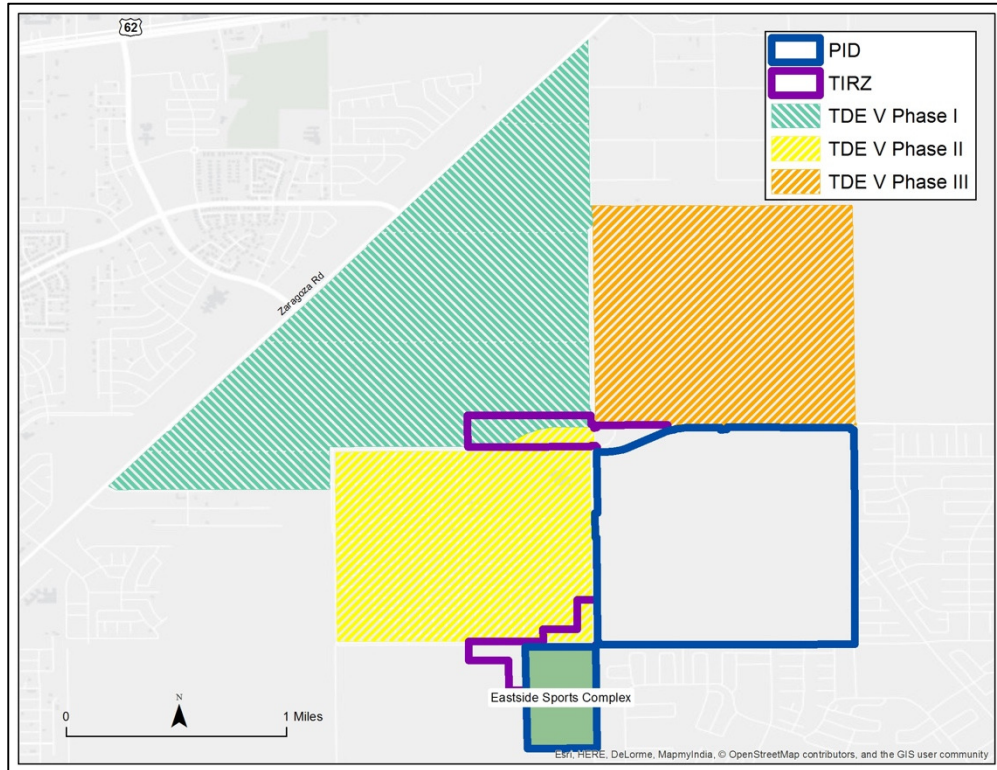 62
PID
TIRZ
TDE V Phase I
TDE V Phase II
TDE V Phase III
Zaragoza Rd
Eastside Sports Complex
N
0 1 Miles
Esri, HERE, DeLorme, MapmyIndia, © OpenStreetMap contributors, and the GIS user community